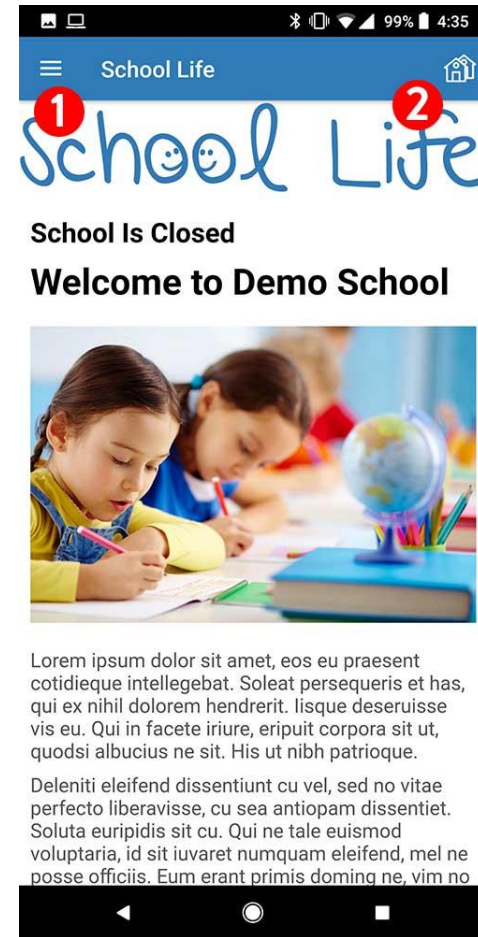 99% 4:35
School Life
1
2
School Life
School Is Closed
Welcome to Demo School
Lorem ipsum dolor sit amet, eos eu praesent
cotidieque intellegebat. Soleat persequeris et has,
qui ex nihil dolorem hendrerit. Iisque deseruisse
vis eu. Qui in facete iriure, eripuit corpora sit ut,
quodsi albucius ne sit. His ut nibh patrioque.
Deleniti eleifend dissentiunt cu vel, sed no vitae
perfecto liberavisse, cu sea antiopam dissentiet.
Soluta euripidis sit cu. Qui ne tale euismod
voluptaria, id sit iuvaret numquam eleifend, mel ne
posse officiis. Eum erant primis doming ne, vim no